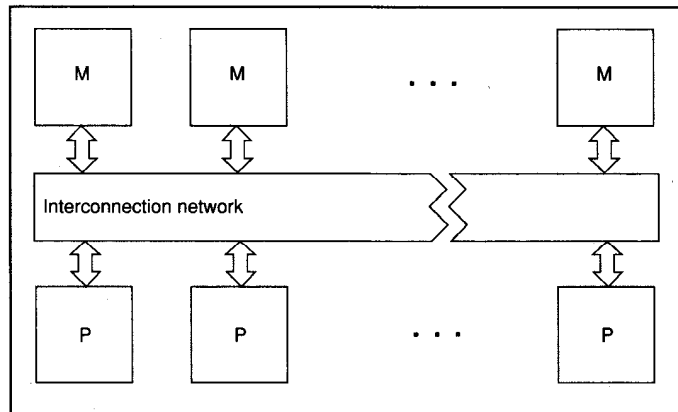 M M . . . M
Interconnection network
P P . . . P